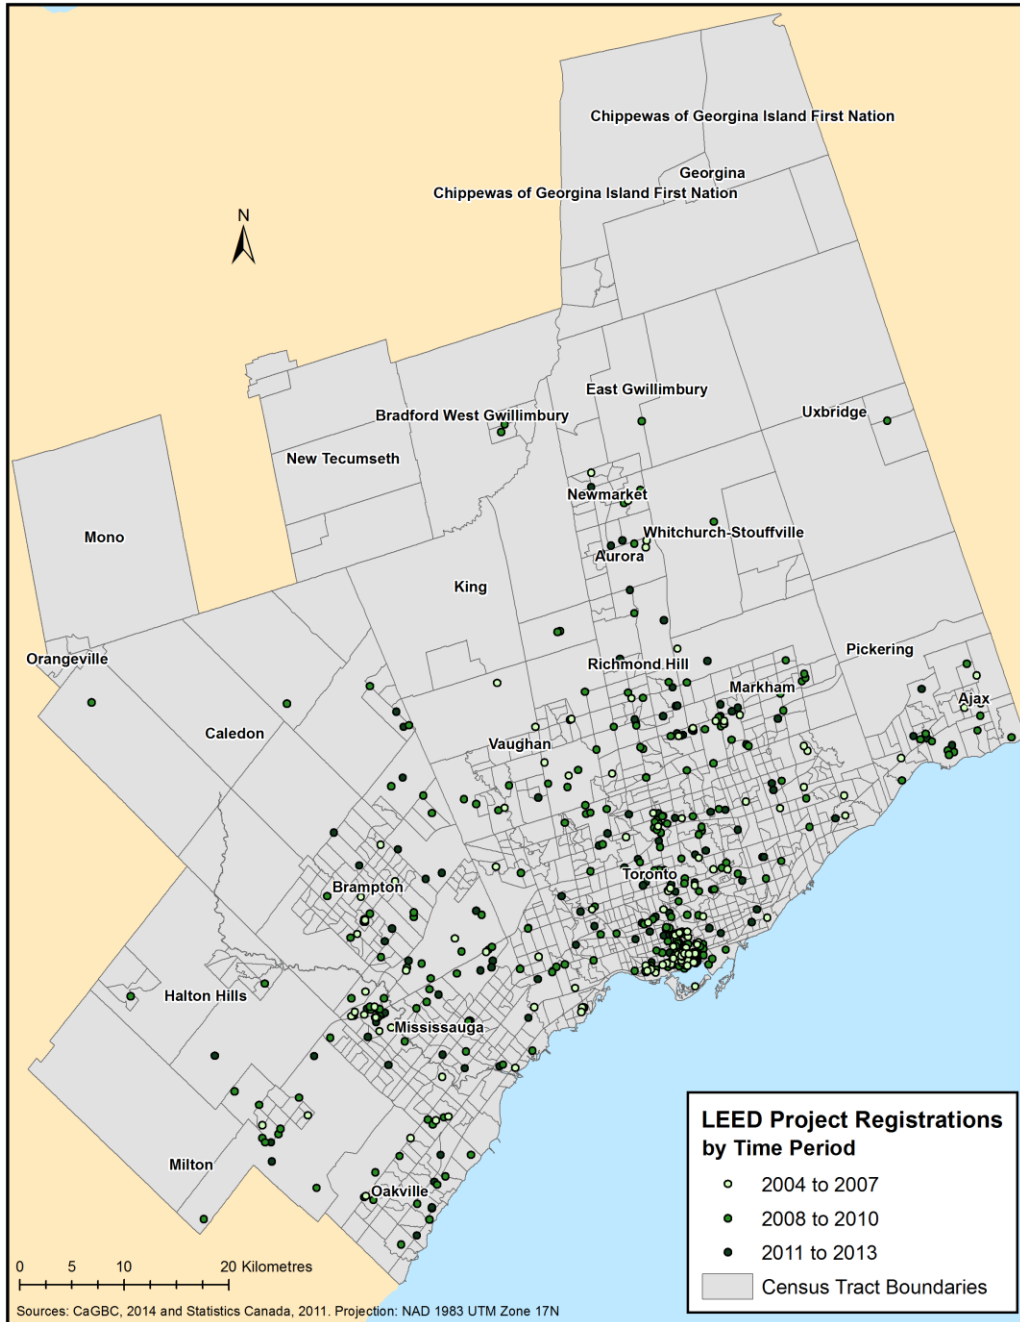 Chippewas of Georgina Island First Nation
Georgina
Chippewas of Georgina Island First Nation
N
East Gwillimbury
Bradford West Gwillimbury
Uxbridge
New Tecumseth
Newmarket
Mono
Whitchurch-Stouffville
Aurora
King
Pickering
Orangeville
Richmond Hill
Markham
Ajax
Caledon
Vaughan
Toronto
Brampton
Halton Hills
Mississauga
Milton
Oakville
LEED Project Registrations
by Time Period
2004 to 2007
2008 to 2010
2011 to 2013
Census Tract Boundaries
0 5 10 20 Kilometres
Sources: CaGBC, 2014 and Statistics Canada, 2011. Projection: NAD 1983 UTM Zone 17N